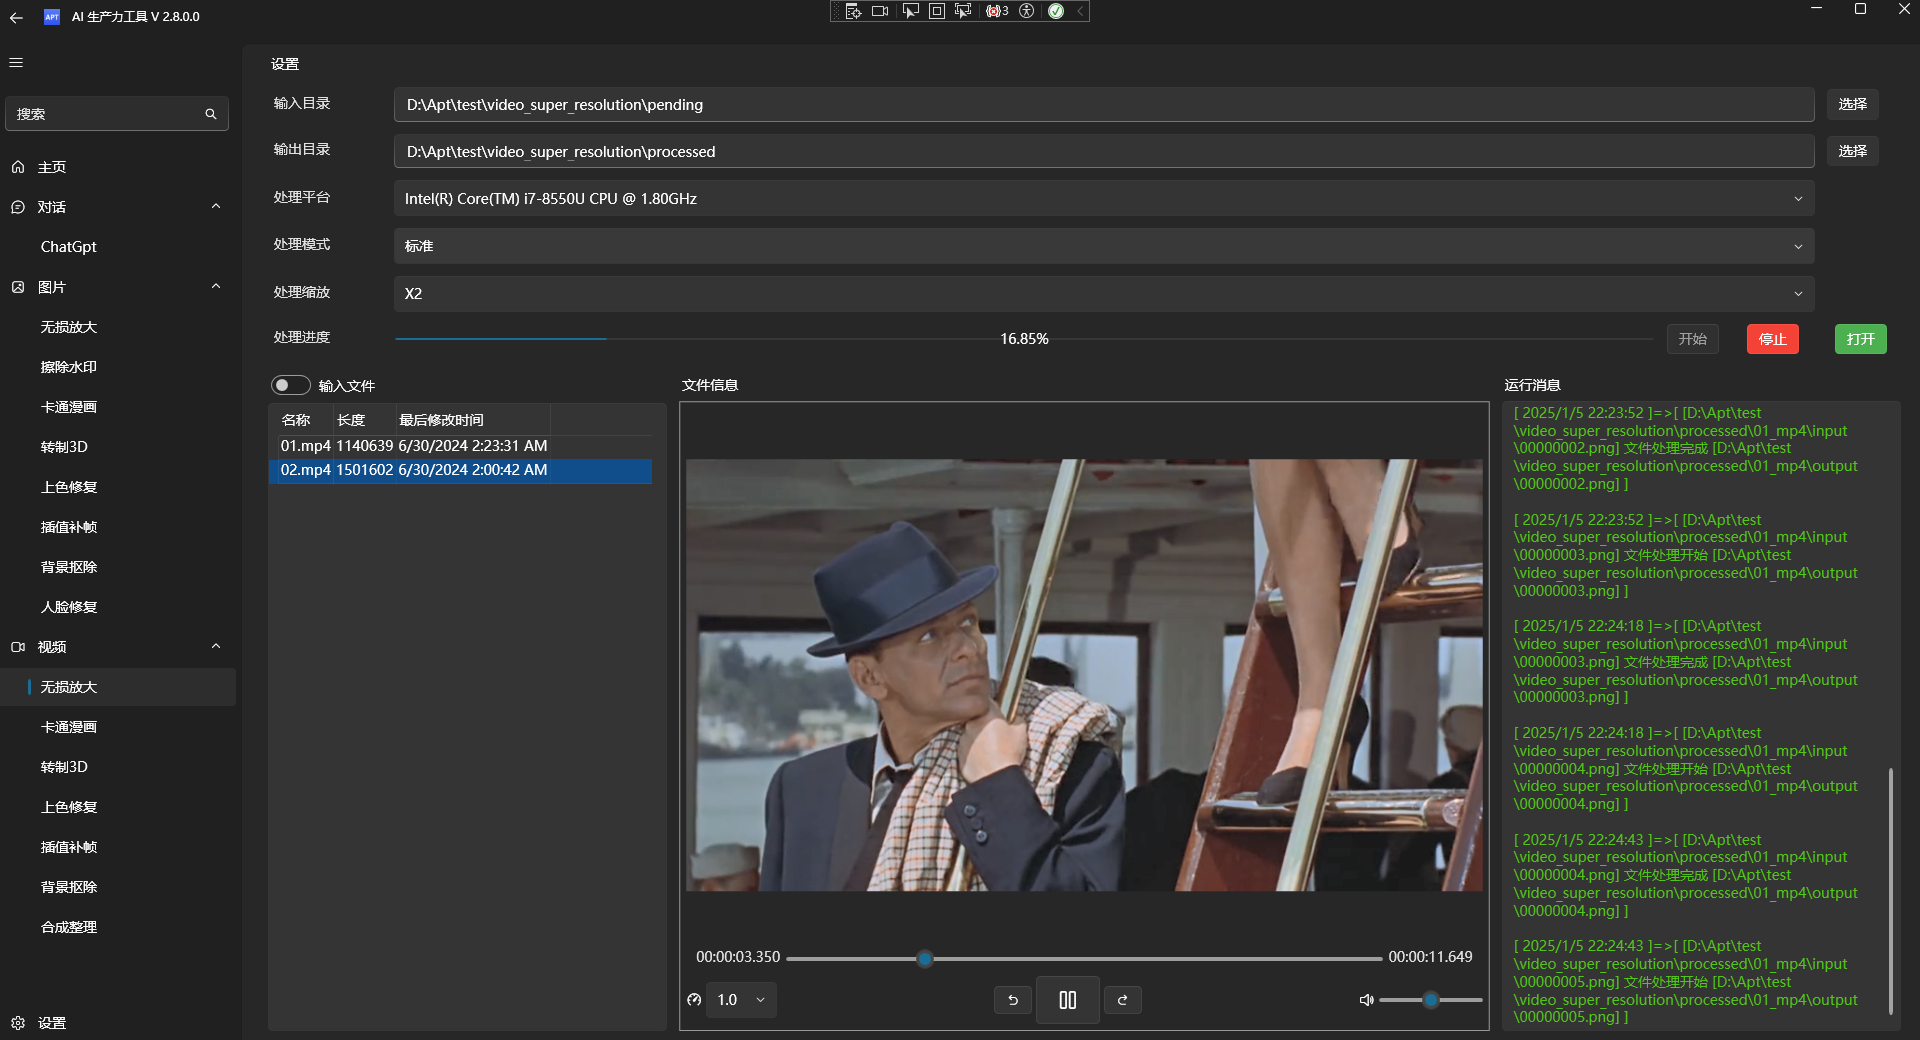 AI 生产力工具 V 2.8.0.0
3
搜索
主页
对话
ChatGpt
图片
无损放大
擦除水印
卡通漫画
转制3D
上色修复
插值补帧
背景抠除
人脸修复
视频
无损放大
卡通漫画
转制3D
上色修复
插值补帧
背景抠除
合成整理
设置
设置
输入目录 D:\Apt\test\video_super_resolution\pending 选择
输出目录 D:\Apt\test\video_super_resolution\processed 选择
处理平台 Intel(R) Core(TM) i7-8550U CPU @ 1.80GHz
处理模式 标准
处理缩放 X2
处理进度 16.85% 开始 停止 打开
输入文件
名称 长度 最后修改时间
01.mp4 1140639 6/30/2024 2:23:31 AM
02.mp4 1501602 6/30/2024 2:00:42 AM
文件信息
00:00:03.350 00:00:11.649
1.0
运行消息
[ 2025/1/5 22:23:52 ]=>[ [D:\Apt\test
\video_super_resolution\processed\01_mp4\input
\00000002.png] 文件处理完成 [D:\Apt\test
\video_super_resolution\processed\01_mp4\output
\00000002.png] ]
[ 2025/1/5 22:23:52 ]=>[ [D:\Apt\test
\video_super_resolution\processed\01_mp4\input
\00000003.png] 文件处理开始 [D:\Apt\test
\video_super_resolution\processed\01_mp4\output
\00000003.png] ]
[ 2025/1/5 22:24:18 ]=>[ [D:\Apt\test
\video_super_resolution\processed\01_mp4\input
\00000003.png] 文件处理完成 [D:\Apt\test
\video_super_resolution\processed\01_mp4\output
\00000003.png] ]
[ 2025/1/5 22:24:18 ]=>[ [D:\Apt\test
\video_super_resolution\processed\01_mp4\input
\00000004.png] 文件处理开始 [D:\Apt\test
\video_super_resolution\processed\01_mp4\output
\00000004.png] ]
[ 2025/1/5 22:24:43 ]=>[ [D:\Apt\test
\video_super_resolution\processed\01_mp4\input
\00000004.png] 文件处理完成 [D:\Apt\test
\video_super_resolution\processed\01_mp4\output
\00000004.png] ]
[ 2025/1/5 22:24:43 ]=>[ [D:\Apt\test
\video_super_resolution\processed\01_mp4\input
\00000005.png] 文件处理开始 [D:\Apt\test
\video_super_resolution\processed\01_mp4\output
\00000005.png] ]